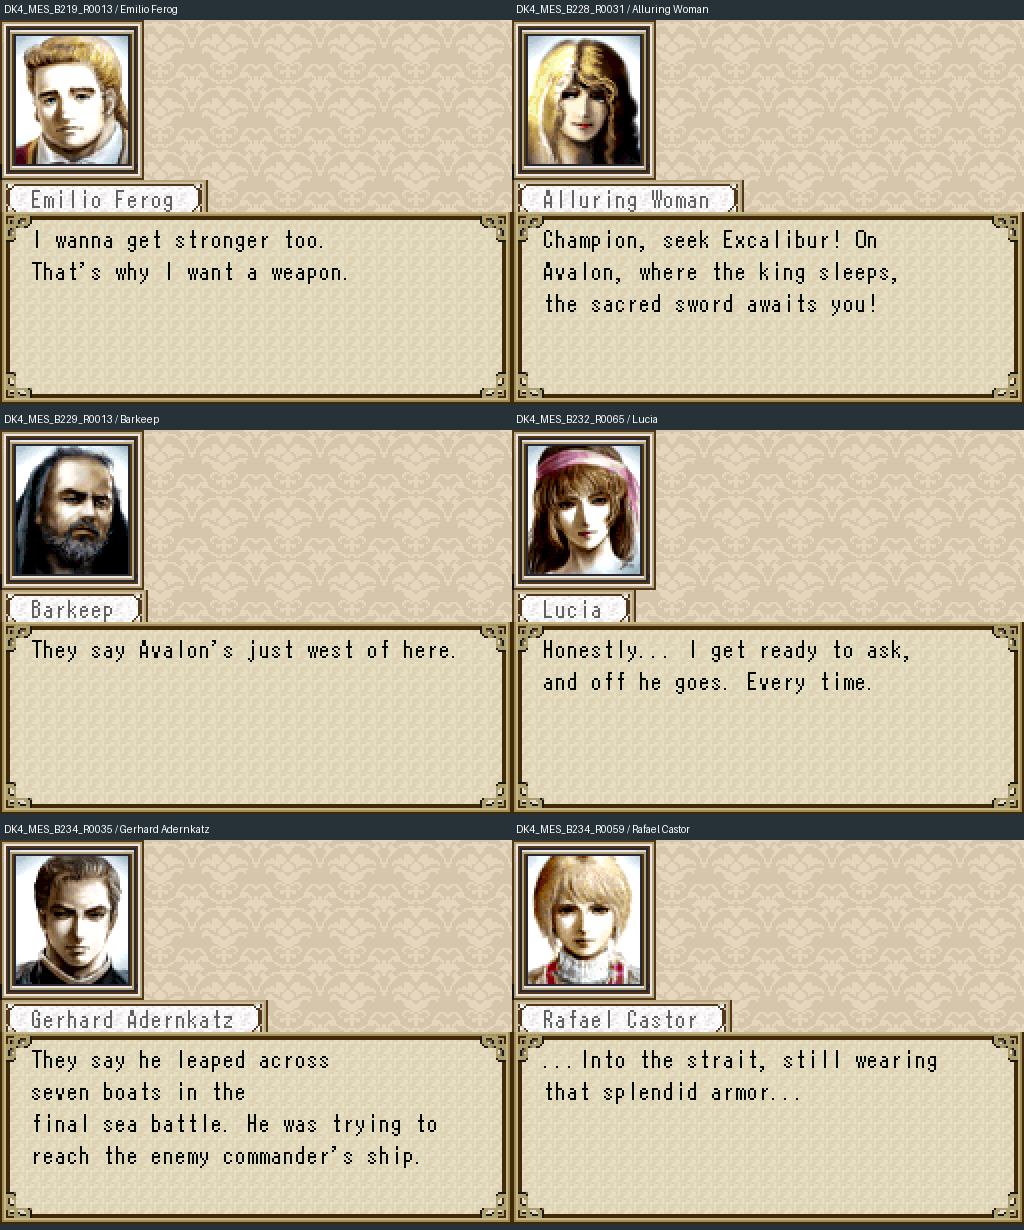 DK4_MES_B219_R0013 / Emilio Ferog
Emilio Ferog
I wanna get stronger too.
That's why I want a weapon.
DK4_MES_B228_R0031 / Alluring Woman
Alluring Woman
Champion, seek Excalibur! On
Avalon, where the king sleeps,
the sacred sword awaits you!
DK4_MES_B229_R0013 / Barkeep
Barkeep
They say Avalon's just west of here.
DK4_MES_B232_R0065 / Lucia
Lucia
Honestly... I get ready to ask,
and off he goes. Every time.
DK4_MES_B234_R0035 / Gerhard Adernkatz
Gerhard Adernkatz
They say he leaped across
seven boats in the
final sea battle. He was trying to
reach the enemy commander's ship.
DK4_MES_B234_R0059 / Rafael Castor
Rafael Castor
...Into the strait, still wearing
that splendid armor...